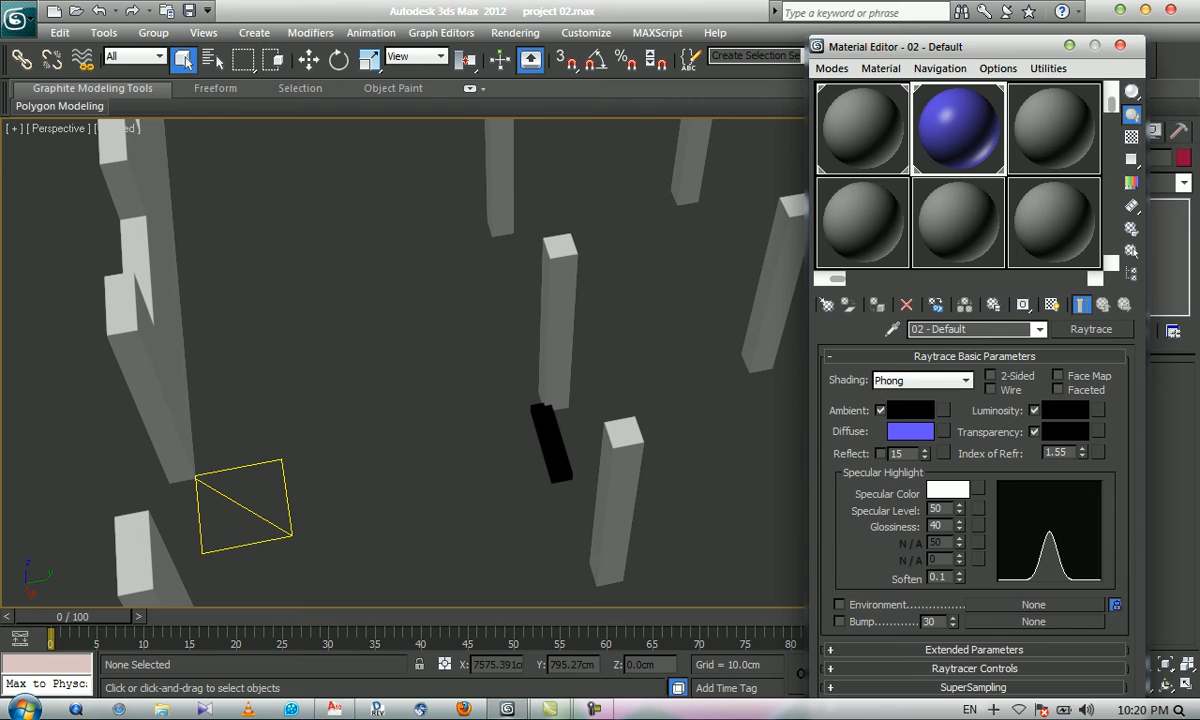 Autodesk 3ds Max 2012 project 02.max
Type a keyword or phrase
Edit Tools Group Views Create Modifiers Animation Graph Editors Rendering Customize MAXScript Help
All View 3 Create Selection Se
Graphite Modeling Tools Freeform Selection Object Paint
Polygon Modeling
[ + ] [ Perspective ] [
Material Editor - 02 - Default
Modes Material Navigation Options Utilities
02 - Default Raytrace
- Raytrace Basic Parameters
Shading: Phong 2-Sided Face Map
Wire Faceted
Ambient: Luminosity:
Diffuse: Transparency:
Reflect: 15 Index of Refr: 1.55
Specular Highlight
Specular Color
Specular Level: 50
Glossiness: 40
N / A 50
N / A 0
Soften 0.1
Environment.............. None
Bump........... 30 None
+ Extended Parameters
+ Raytracer Controls
+ SuperSampling
z
y
x
< 0 / 100 >
0 5 10 15 20 25 30 35 40 45 50 55 60 65 70 75 80
None Selected X: 7575.391c Y: 795.27cm Z: 0.0cm Grid = 10.0cm
Max to Physc Click or click-and-drag to select objects Add Time Tag
EN 10:20 PM